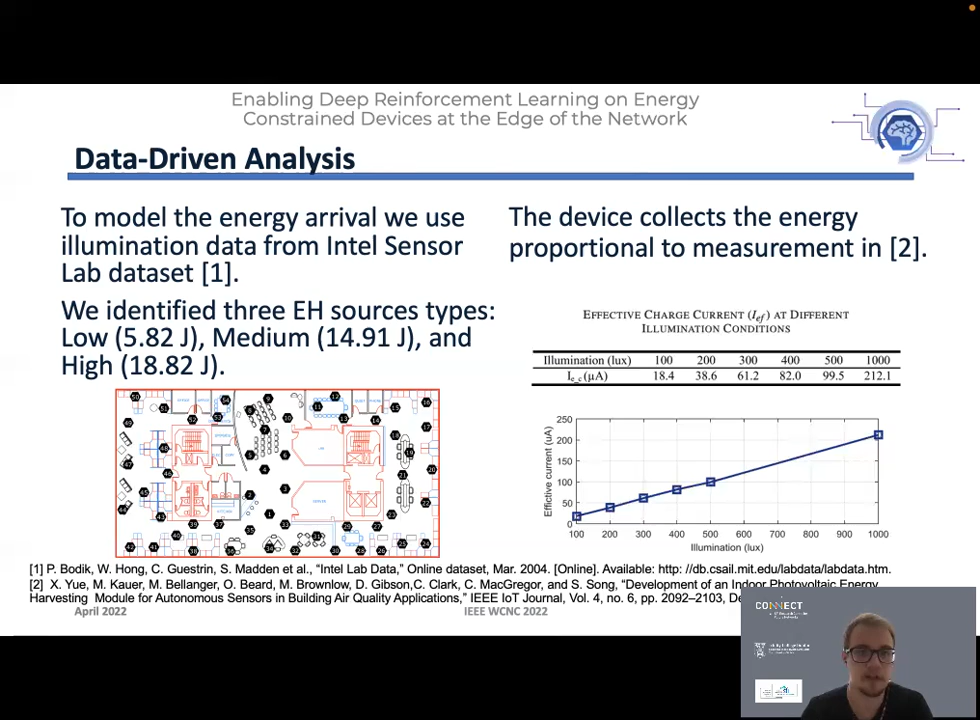 Enabling Deep Reinforcement Learning on Energy
Constrained Devices at the Edge of the Network
Data-Driven Analysis
To model the energy arrival we use
illumination data from Intel Sensor
Lab dataset [1].
We identified three EH sources types:
Low (5.82 J), Medium (14.91 J), and
High (18.82 J).
The device collects the energy
proportional to measurement in [2].
EFFECTIVE CHARGE CURRENT (I_ef) AT DIFFERENT
ILLUMINATION CONDITIONS
Illumination (lux) 100 200 300 400 500 1000
I_e_c(µA) 18.4 38.6 61.2 82.0 99.5 212.1
250
200
150
100
50
0
Effictive current (uA)
100 200 300 400 500 600 700 800 900 1000
Illumination (lux)
[1] P. Bodik, W. Hong, C. Guestrin, S. Madden et al., “Intel Lab Data,” Online dataset, Mar. 2004. [Online]. Available: http: //db.csail.mit.edu/labdata/labdata.htm.
[2] X. Yue, M. Kauer, M. Bellanger, O. Beard, M. Brownlow, D. Gibson,C. Clark, C. MacGregor, and S. Song, “Development of an Indoor Photovoltaic Energy
Harvesting Module for Autonomous Sensors in Building Air Quality Applications,” IEEE IoT Journal, Vol. 4, no. 6, pp. 2092–2103,
April 2022
IEEE WCNC 2022
CONNECT